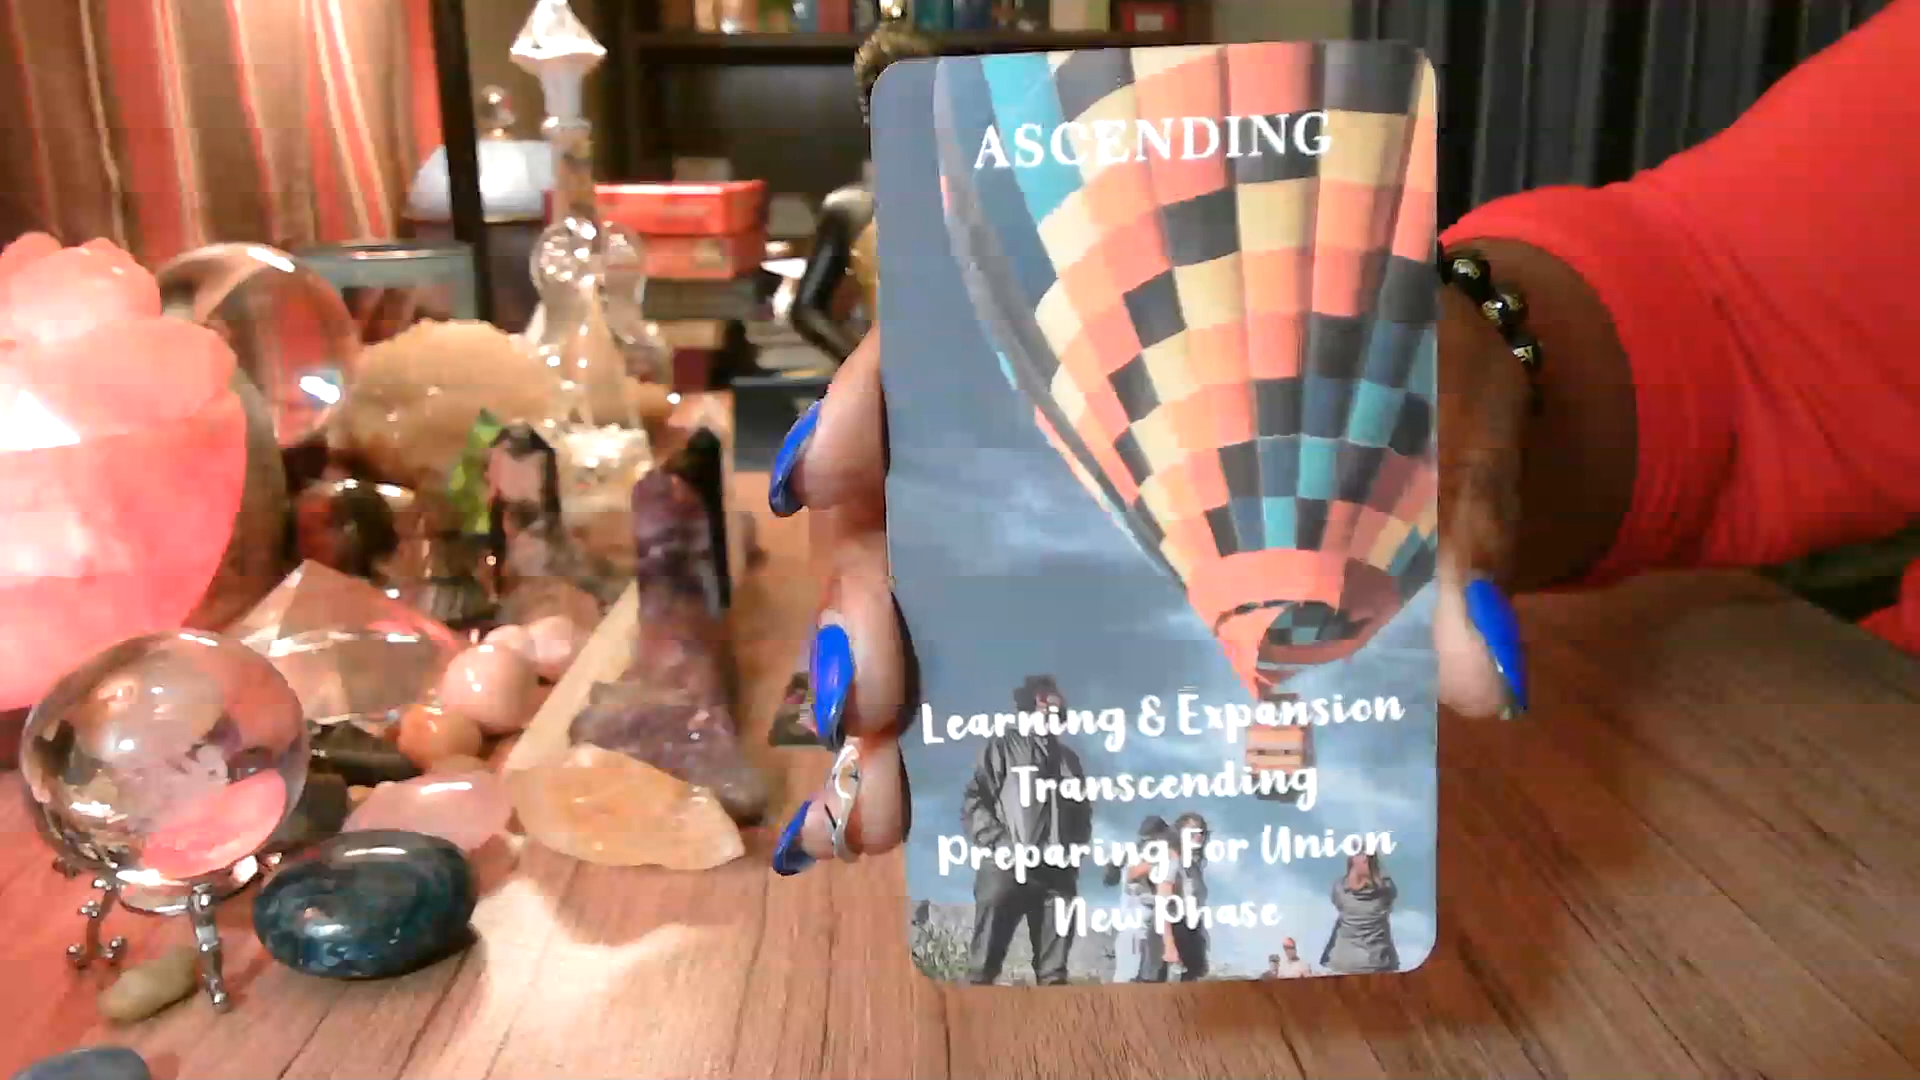 ASCENDING
Learning & Expansion
Transcending
Preparing For Union
New Phase